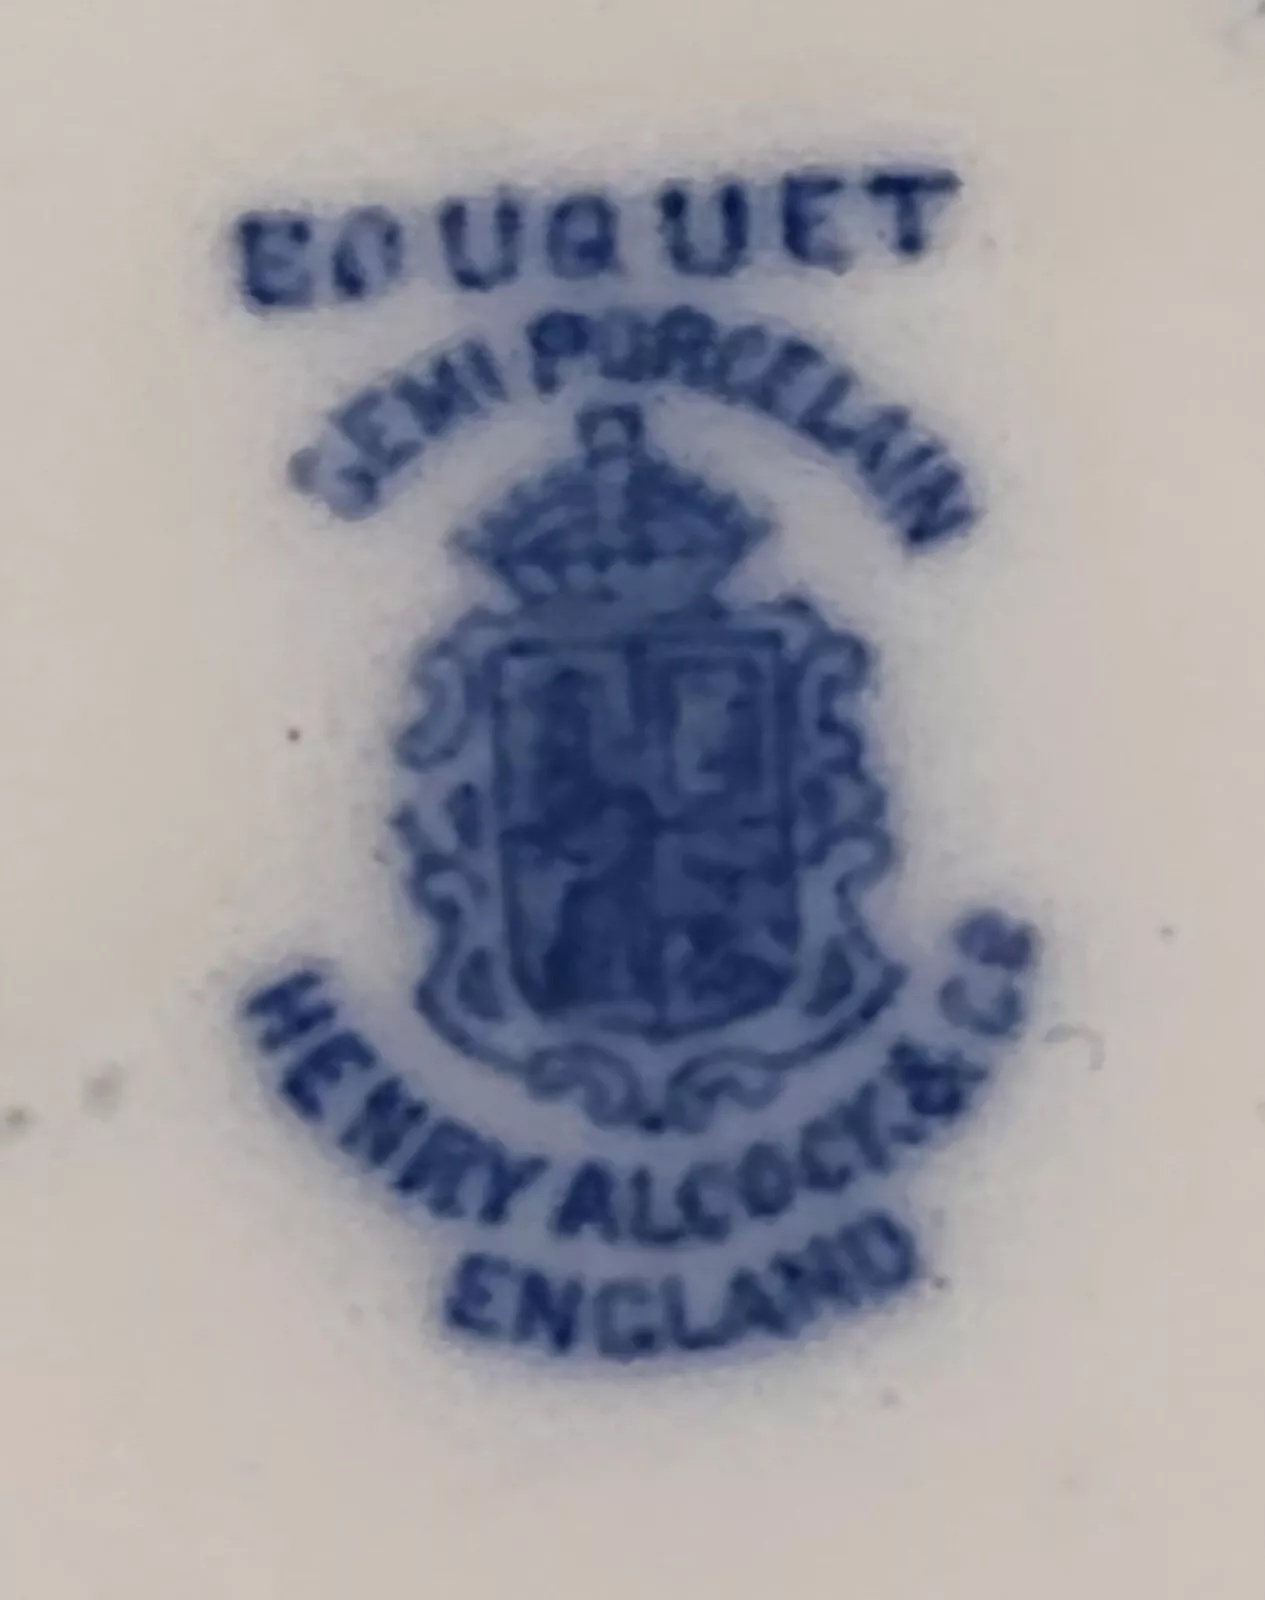 BOUQUET
SEMI PORCELAIN
HENRY ALCOCK & Co
ENGLAND